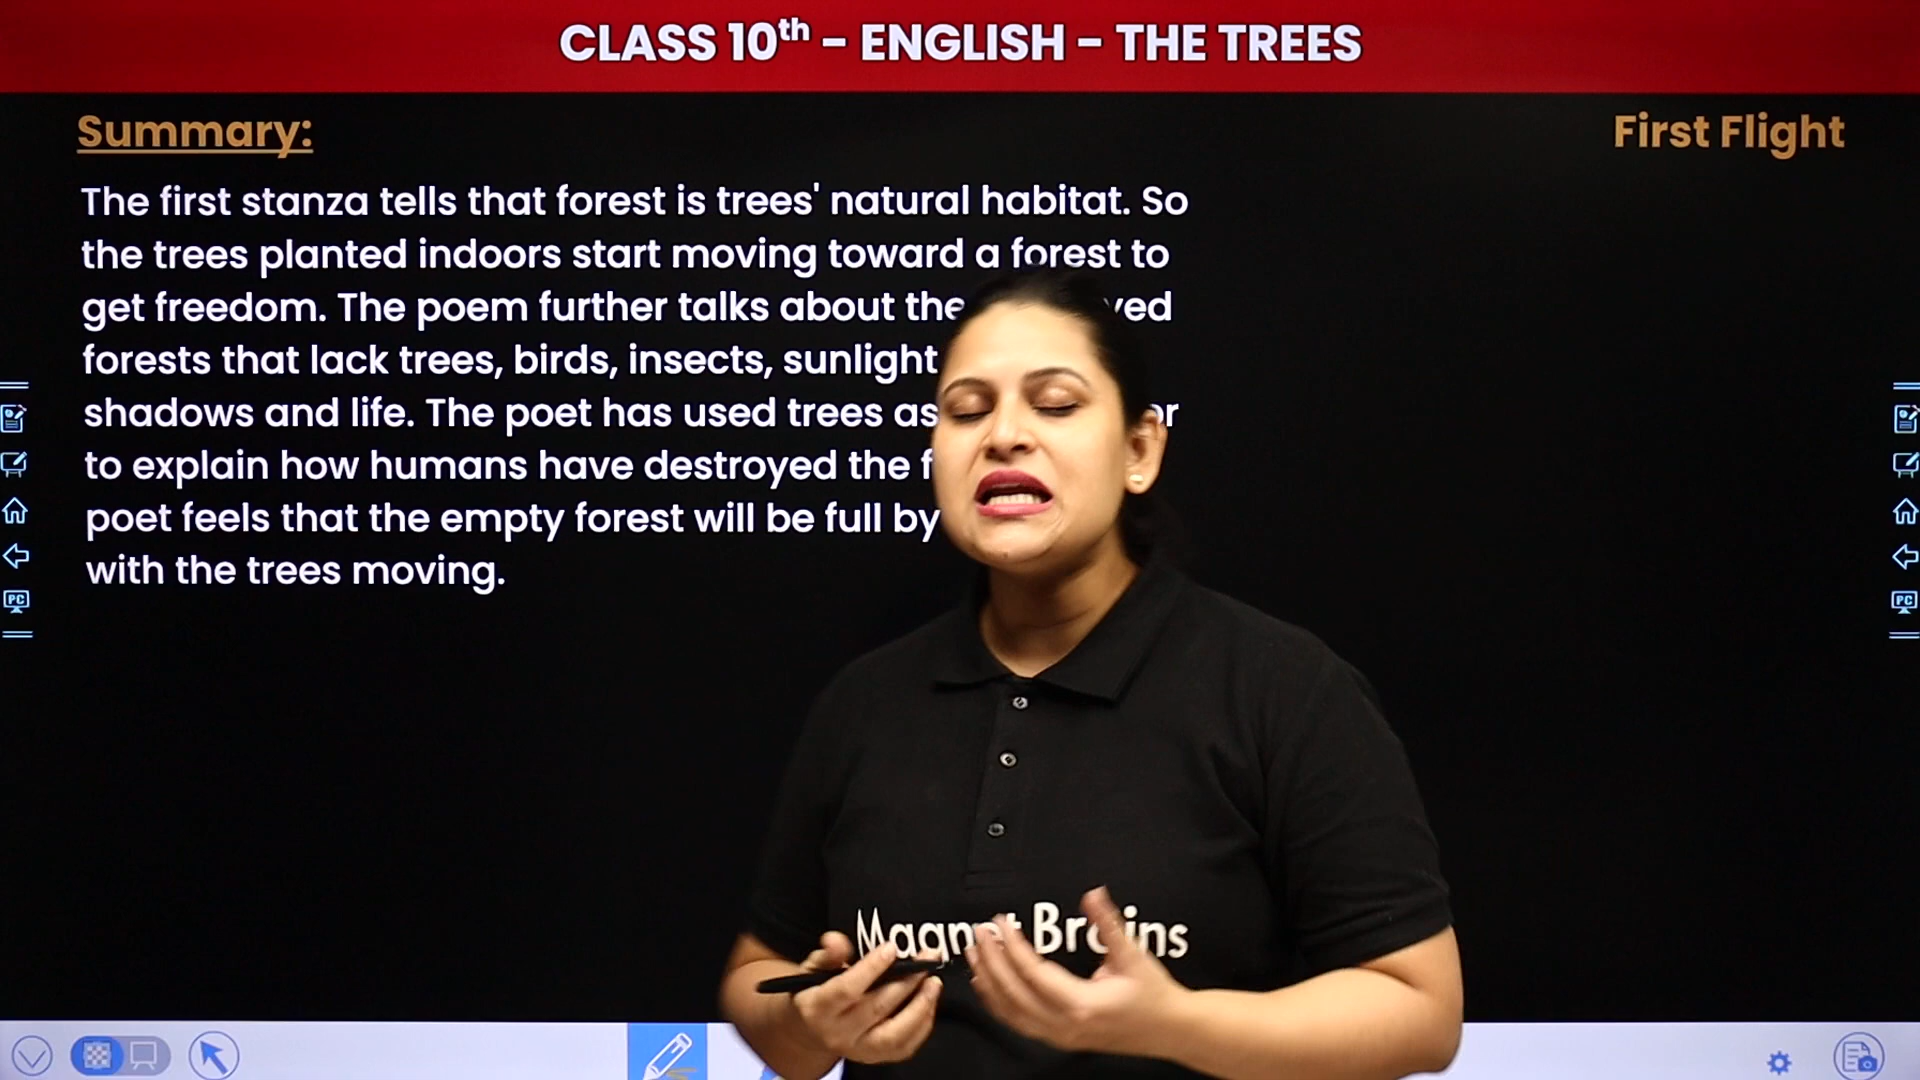 CLASS 10th - ENGLISH - THE TREES
Summary:
First Flight
The first stanza tells that forest is trees' natural habitat. So
the trees planted indoors start moving toward a forest to
get freedom. The poem further talks about the
forests that lack trees, birds, insects, sunlight
shadows and life. The poet has used trees as
to explain how humans have destroyed the
poet feels that the empty forest will be full by
with the trees moving.
Magnet Brains
PC
PC